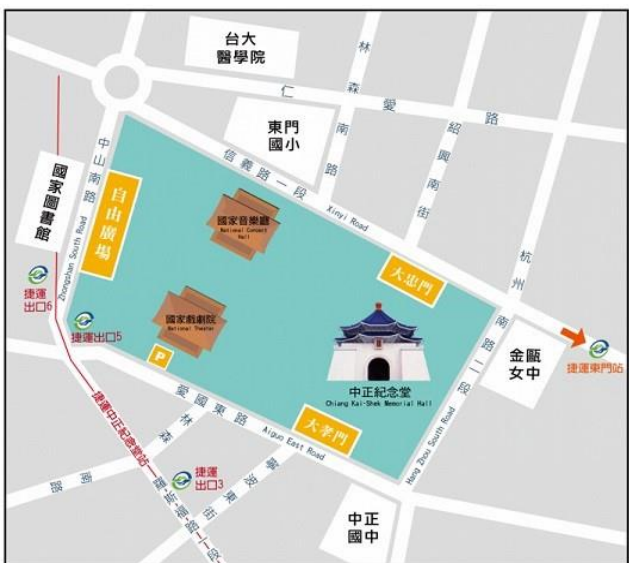 台大
醫學院
林森南路
仁愛路
紹興南街
東門
國小
信義路一段
Xinyi Road
杭州南路二段
Hang Zhou South Road
中山南路
Zhongshan South Road
國家圖書館
自由廣場
國家音樂廳
National Concert
Hall
大忠門
捷運
出口6
捷運出口5
國家戲劇院
National Theater
P
中正紀念堂
Chiang Kai-Shek Memorial Hall
金甌
女中
捷運東門站
愛國東路
Aiguo East Road
大孝門
捷運中正紀念堂站
林森南路
寧波東街
捷運
出口3
羅斯福路一段
中正
國中